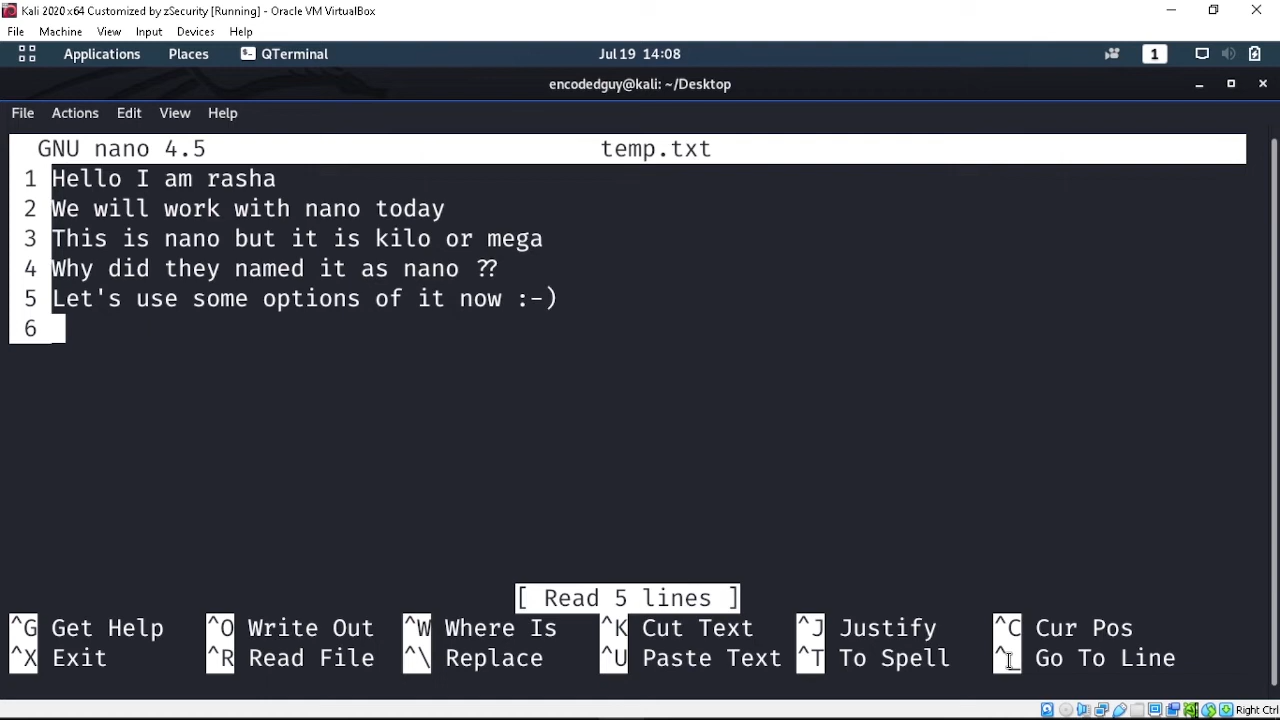 Kali 2020 x64 Customized by zSecurity [Running] - Oracle VM VirtualBox
File Machine View Input Devices Help
Applications Places QTerminal Jul 19 14:08 1
encodedguy@kali: ~/Desktop
File Actions Edit View Help
GNU nano 4.5 temp.txt
1 Hello I am rasha
2 We will work with nano today
3 This is nano but it is kilo or mega
4 Why did they named it as nano ??
5 Let's use some options of it now :-)
6
[ Read 5 lines ]
^G Get Help ^O Write Out ^W Where Is ^K Cut Text ^J Justify ^C Cur Pos
^X Exit ^R Read File ^\ Replace ^U Paste Text ^T To Spell ^_ Go To Line
Right Ctrl